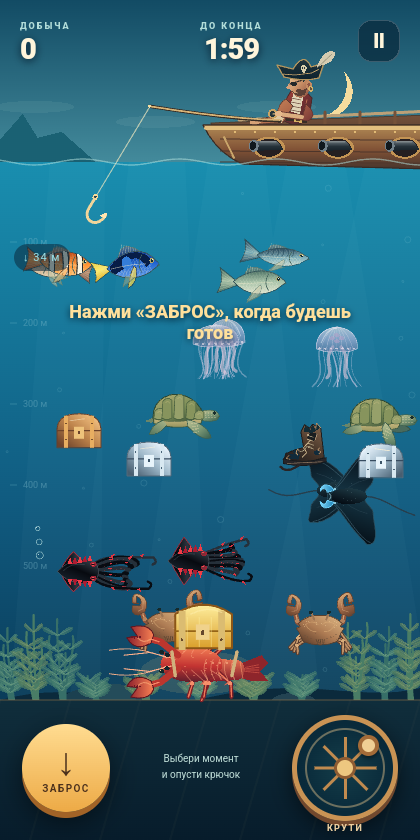 ДОБЫЧА
0
ДО КОНЦА
1:59
100 м
↓ 34 м
Нажми «ЗАБРОС», когда будешь
готов
200 м
300 м
400 м
500 м
↓
ЗАБРОС
Выбери момент
и опусти крючок
КРУТИ